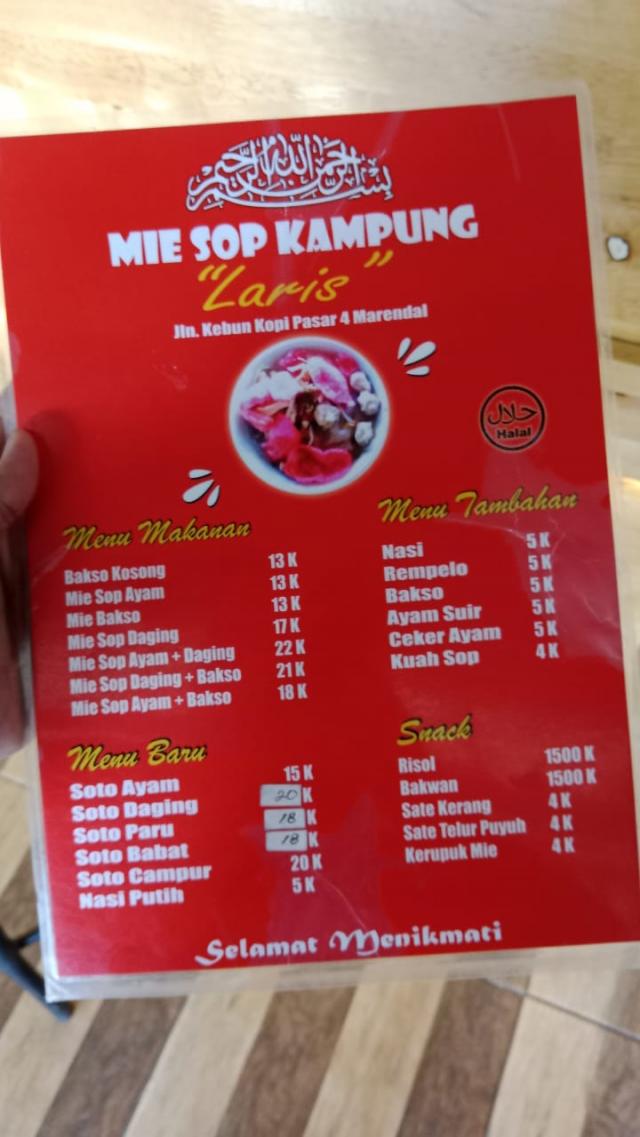 بسم الله الرحمن الرحيم
MIE SOP KAMPUNG
"Laris"
Jln. Kebun Kopi Pasar 4 Marendal
حلال
Halal
Menu Makanan
Bakso Kosong 13 K
Mie Sop Ayam 13 K
Mie Bakso 13 K
Mie Sop Daging 17 K
Mie Sop Ayam + Daging 22 K
Mie Sop Daging + Bakso 21 K
Mie Sop Ayam + Bakso 18 K
Menu Tambahan
Nasi 5 K
Rempelo 5 K
Bakso 5 K
Ayam Suir 5 K
Ceker Ayam 5 K
Kuah Sop 4 K
Menu Baru
Soto Ayam 15 K
Soto Daging 20 K
Soto Paru 18 K
Soto Babat 18 K
Soto Campur 20 K
Nasi Putih 5 K
Snack
Risol 1500 K
Bakwan 1500 K
Sate Kerang 4 K
Sate Telur Puyuh 4 K
Kerupuk Mie 4 K
Selamat Menikmati